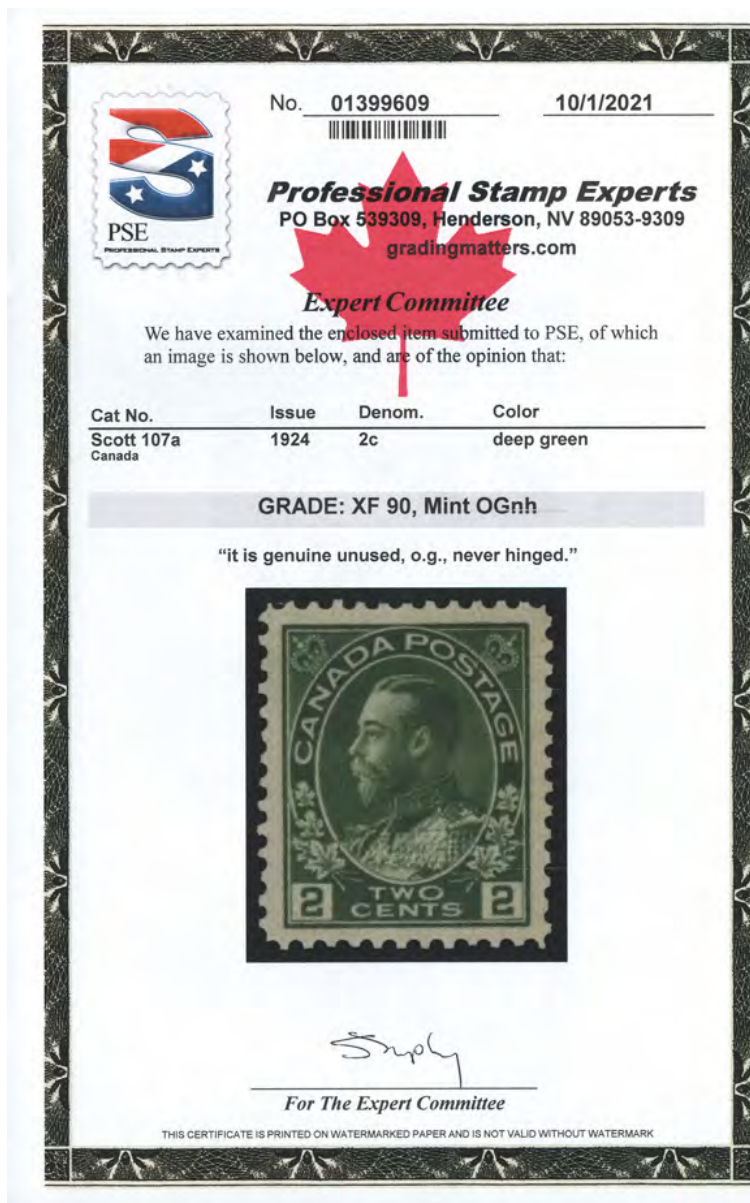 No. 01399609 10/1/2021
PSE
PROFESSIONAL STAMP EXPERTS
Professional Stamp Experts
PO Box 539309, Henderson, NV 89053-9309
gradingmatters.com
Expert Committee
We have examined the enclosed item submitted to PSE, of which
an image is shown below, and are of the opinion that:
Cat No. Issue Denom. Color
Scott 107a 1924 2c deep green
Canada
GRADE: XF 90, Mint OGnh
“it is genuine unused, o.g., never hinged.”
CANADA POSTAGE
2 TWO 2
CENTS
For The Expert Committee
THIS CERTIFICATE IS PRINTED ON WATERMARKED PAPER AND IS NOT VALID WITHOUT WATERMARK